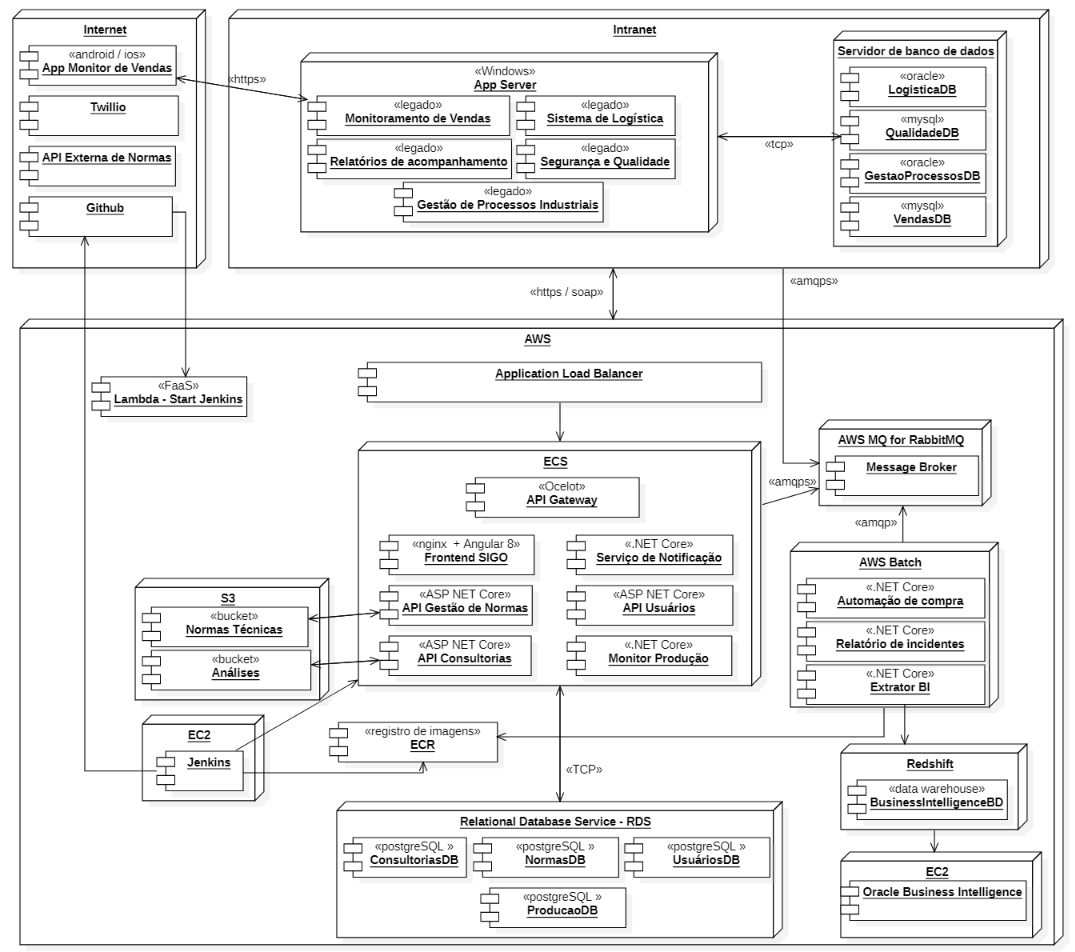 Internet
«android / ios»
App Monitor de Vendas
Twillio
API Externa de Normas
Github
«https»
Intranet
«Windows»
App Server
«legado»
Monitoramento de Vendas
«legado»
Sistema de Logística
«legado»
Relatórios de acompanhamento
«legado»
Segurança e Qualidade
«legado»
Gestão de Processos Industriais
«tcp»
Servidor de banco de dados
«oracle»
LogisticaDB
«mysql»
QualidadeDB
«oracle»
GestaoProcessosDB
«mysql»
VendasDB
«https / soap»
«amqps»
AWS
«FaaS»
Lambda - Start Jenkins
Application Load Balancer
ECS
«Ocelot»
API Gateway
«nginx + Angular 8»
Frontend SIGO
«.NET Core»
Serviço de Notificação
«ASP NET Core»
API Gestão de Normas
«ASP NET Core»
API Usuários
«ASP NET Core»
API Consultorias
«.NET Core»
Monitor Produção
«amqps»
AWS MQ for RabbitMQ
Message Broker
«amqp»
AWS Batch
«.NET Core»
Automação de compra
«.NET Core»
Relatório de incidentes
«.NET Core»
Extrator BI
S3
«bucket»
Normas Técnicas
«bucket»
Análises
EC2
Jenkins
«registro de imagens»
ECR
«TCP»
Redshift
«data warehouse»
BusinessIntelligenceBD
EC2
Oracle Business Intelligence
Relational Database Service - RDS
«postgreSQL »
ConsultoriasDB
«postgreSQL »
NormasDB
«postgreSQL »
UsuáriosDB
«postgreSQL »
ProducaoDB